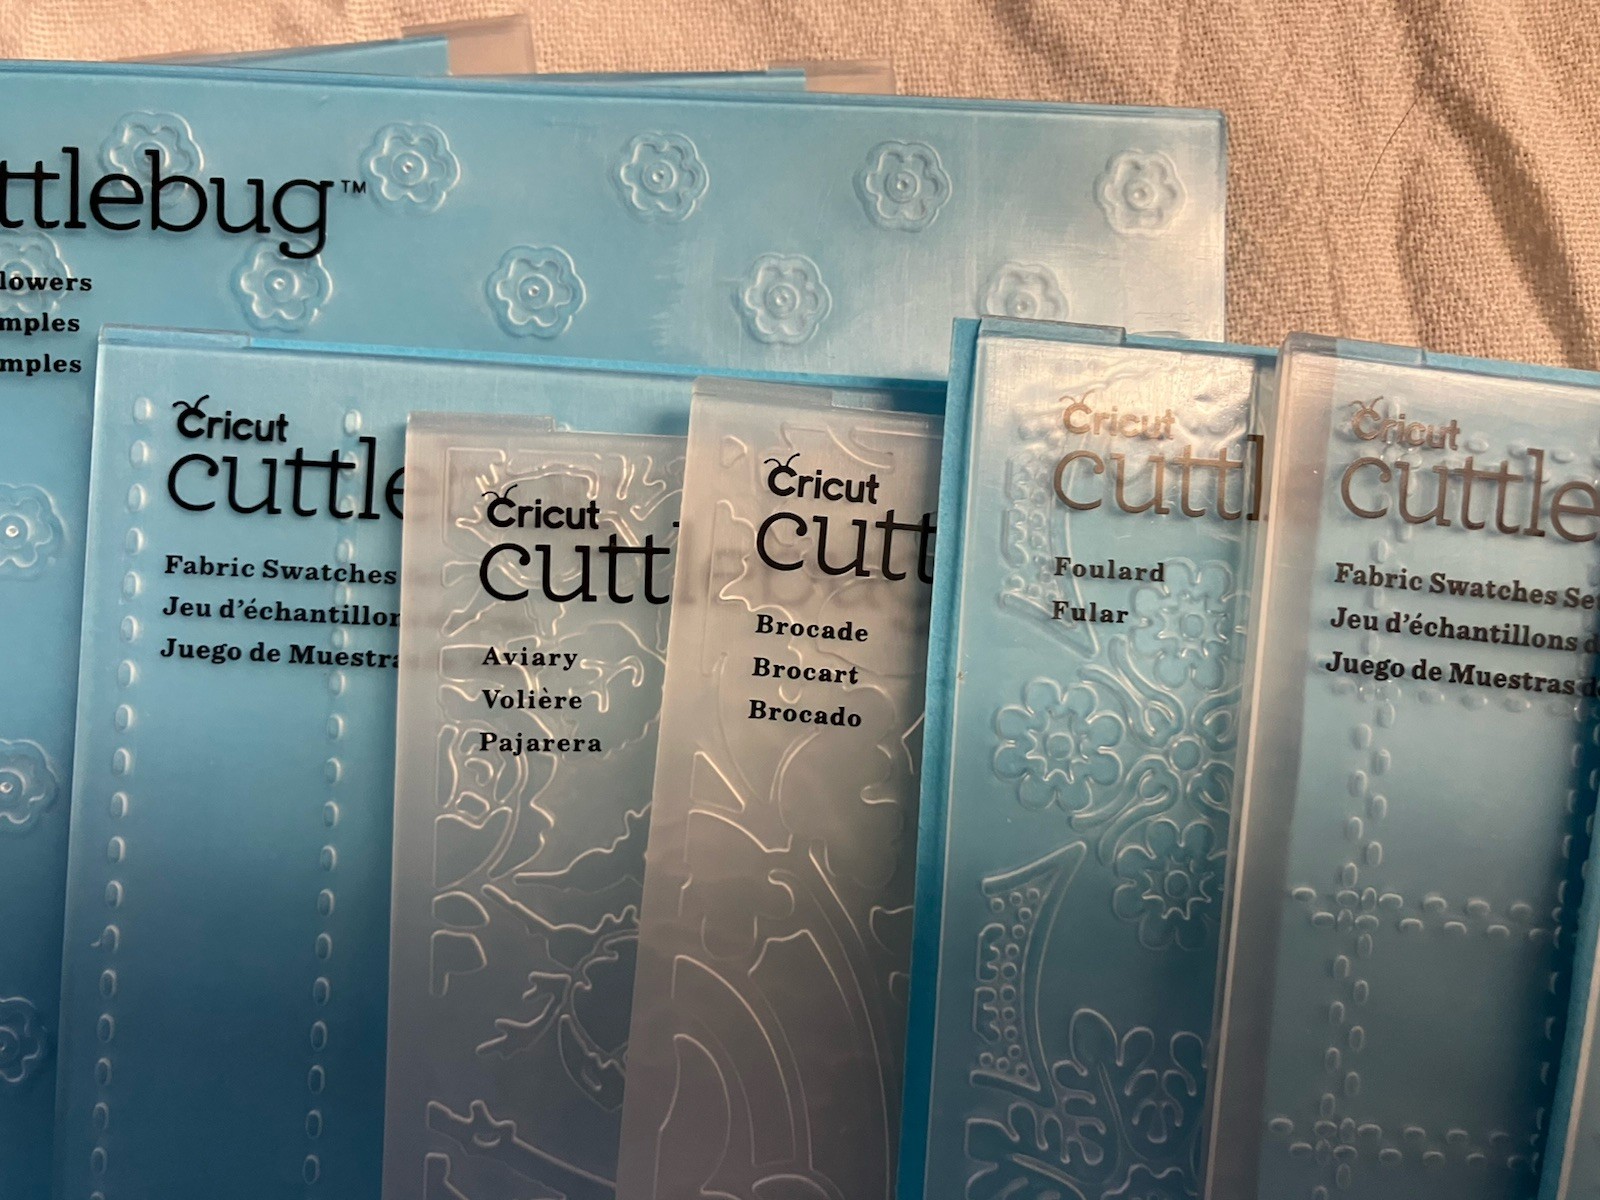 ttlebug™
lowers
mples
mples
Cricut
cuttle
Fabric Swatches
Jeu d'échantillon
Juego de Muestra
Cricut
cutt
Aviary
Volière
Pajarera
Cricut
cutt
Brocade
Brocart
Brocado
Cricut
cuttl
Foulard
Fular
Cricut
cuttle
Fabric Swatches Se
Jeu d'échantillons d
Juego de Muestras d